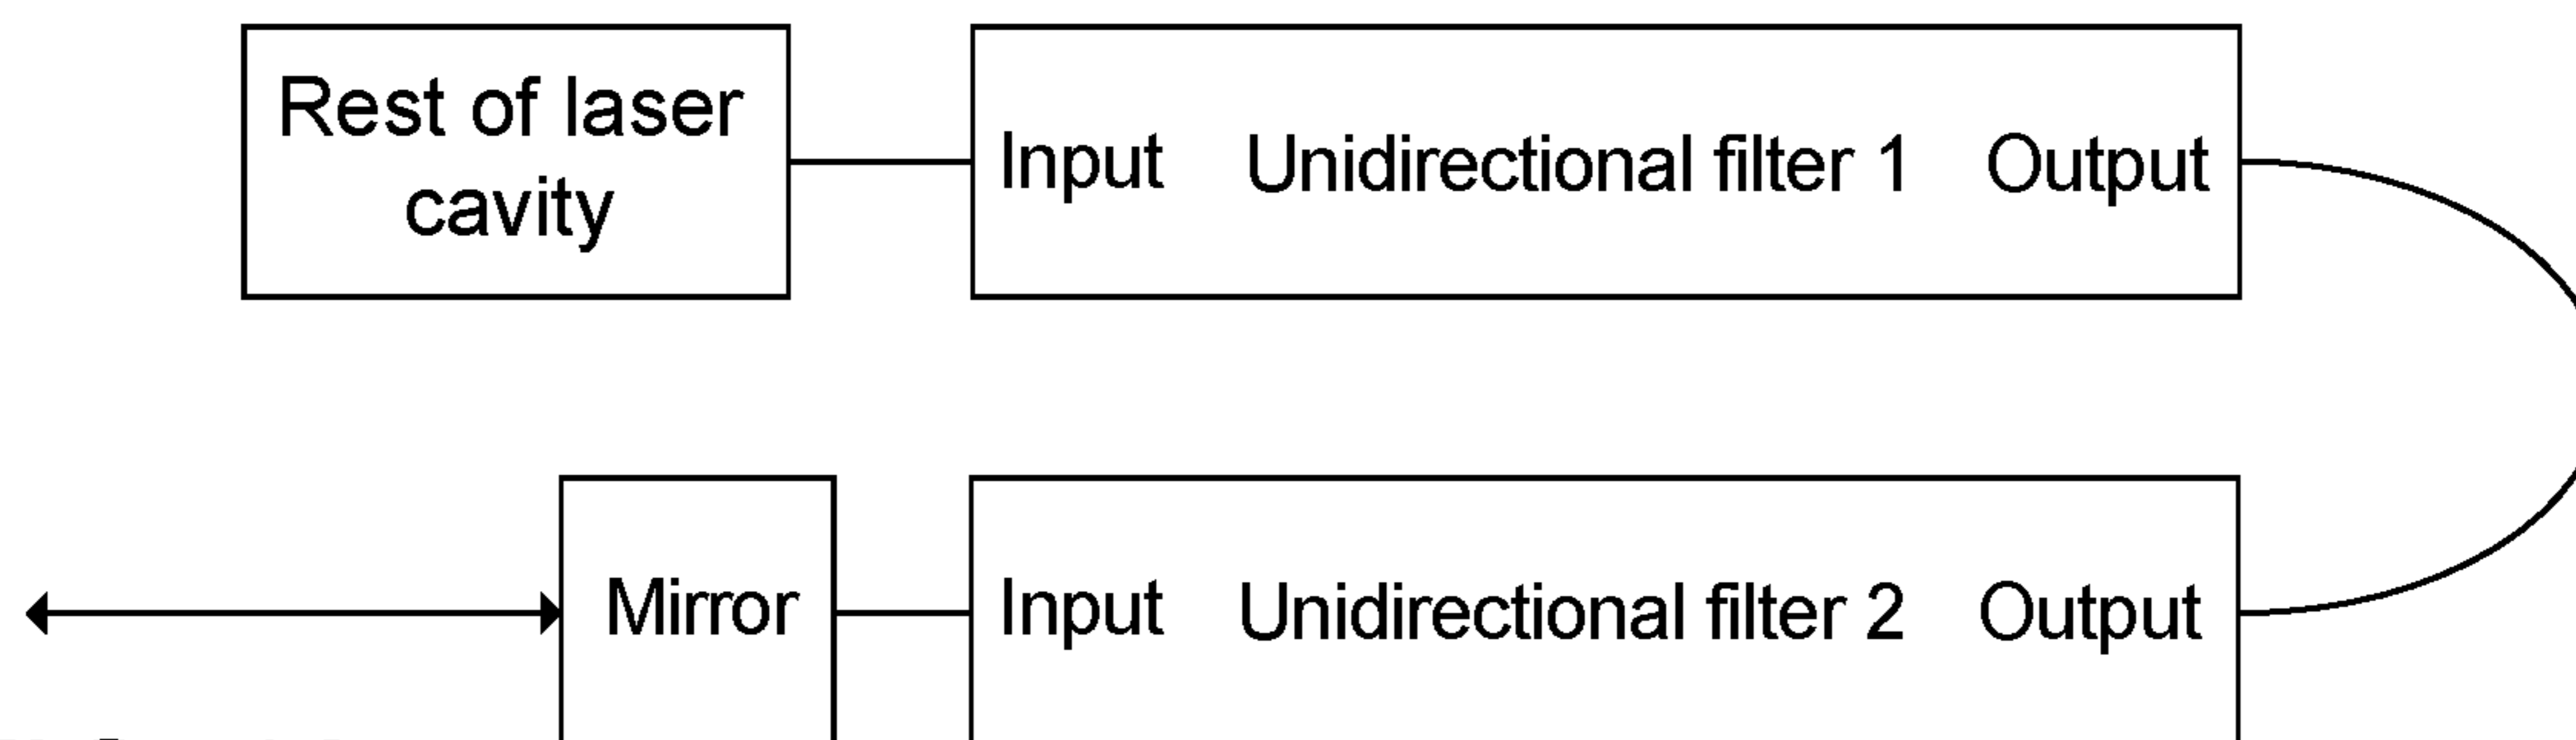 Rest of laser
cavity
Input Unidirectional filter 1 Output
Mirror
Input Unidirectional filter 2 Output